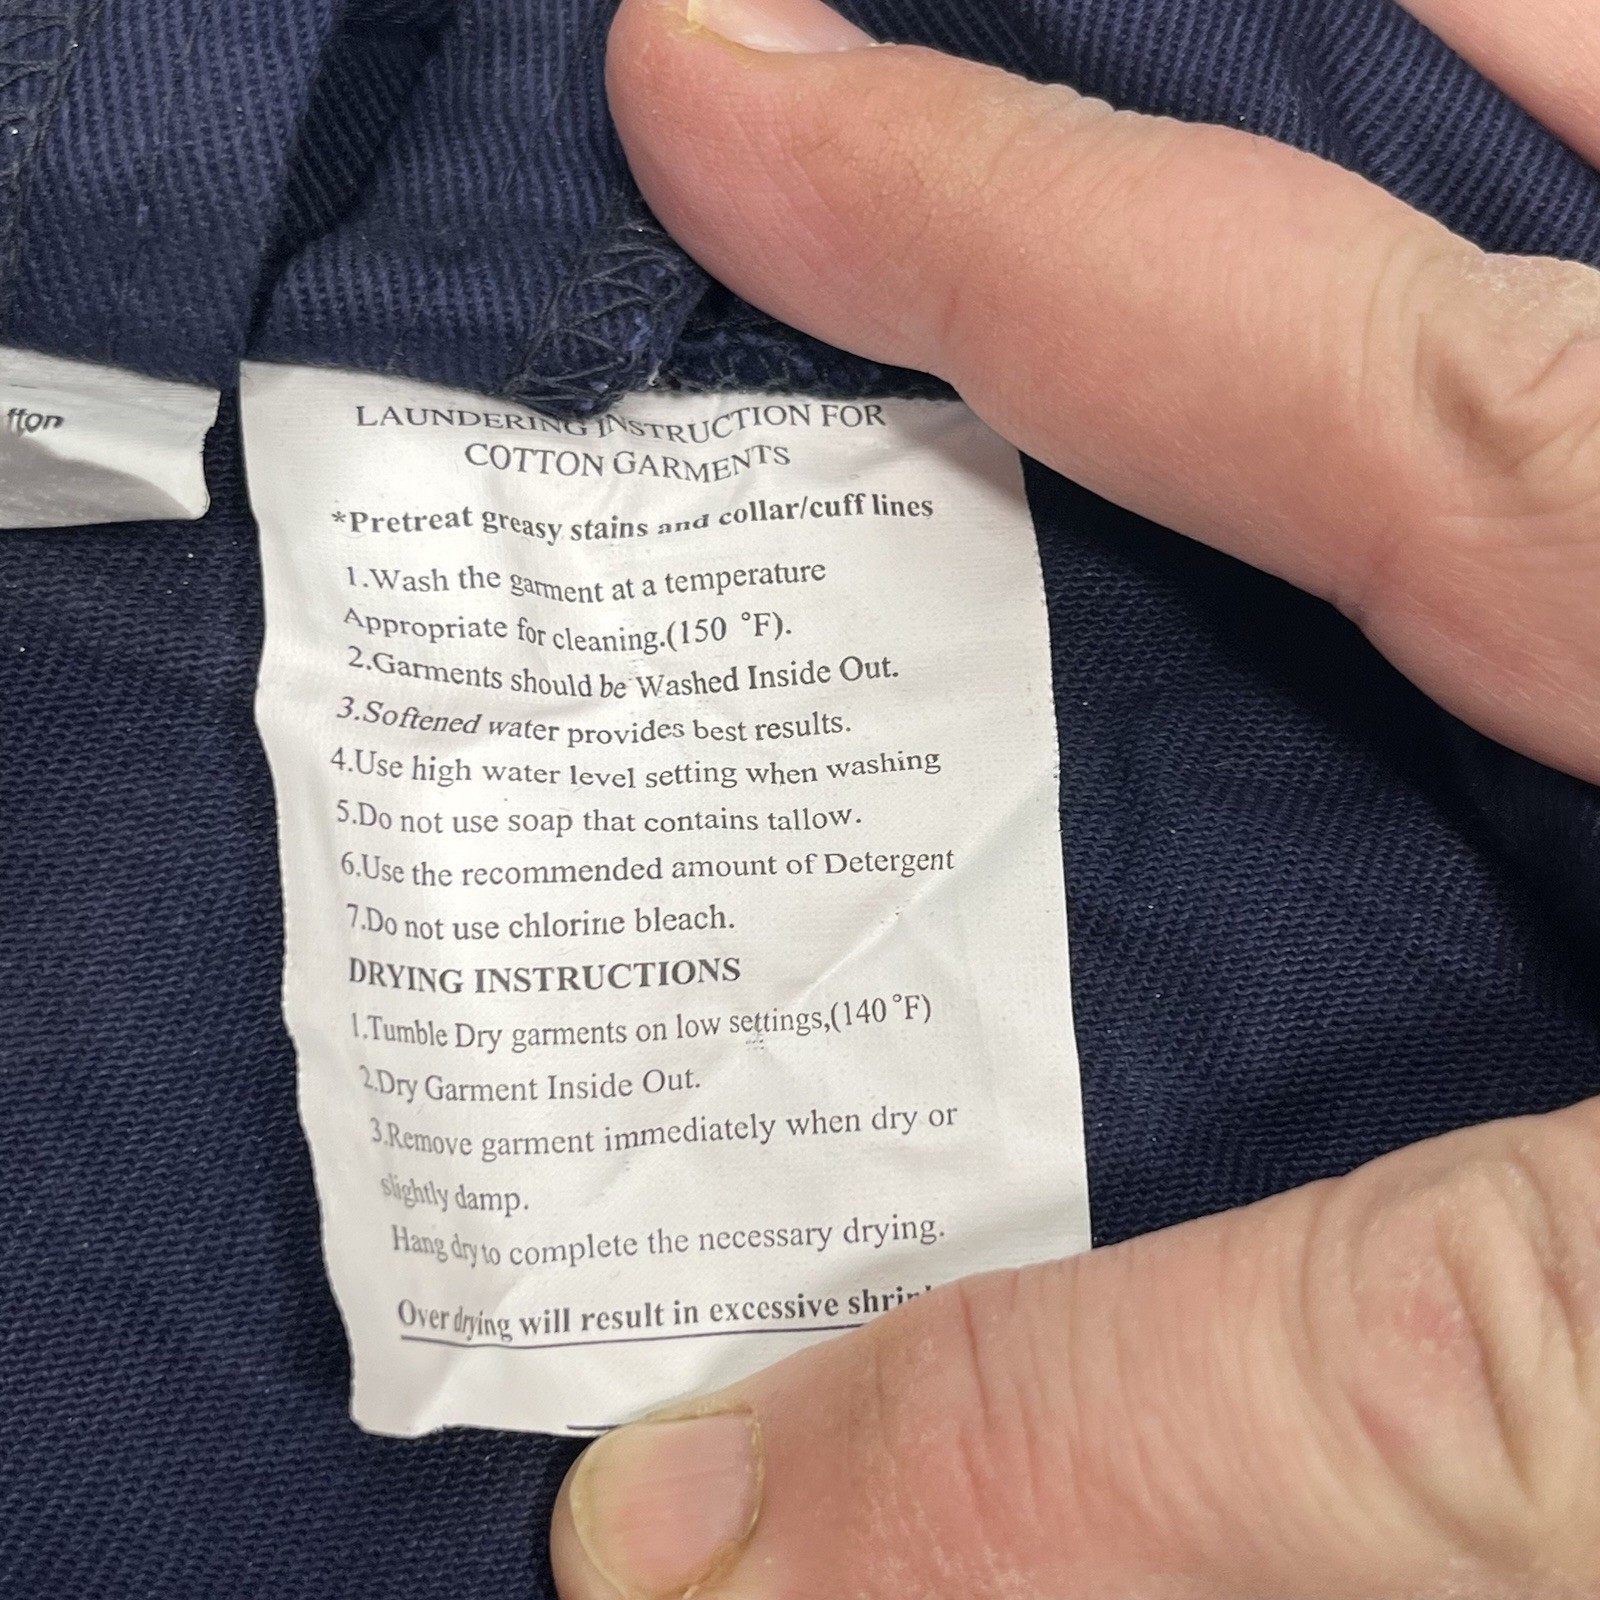 LAUNDERING INSTRUCTION FOR
COTTON GARMENTS
*Pretreat greasy stains and collar/cuff lines
1.Wash the garment at a temperature
Appropriate for cleaning.(150 °F).
2.Garments should be Washed Inside Out.
3.Softened water provides best results.
4.Use high water level setting when washing
5.Do not use soap that contains tallow.
6.Use the recommended amount of Detergent
7.Do not use chlorine bleach.
DRYING INSTRUCTIONS
1.Tumble Dry garments on low settings,(140°F)
2.Dry Garment Inside Out.
3.Remove garment immediately when dry or
slightly damp.
Hang dry to complete the necessary drying.
Over drying will result in excessive